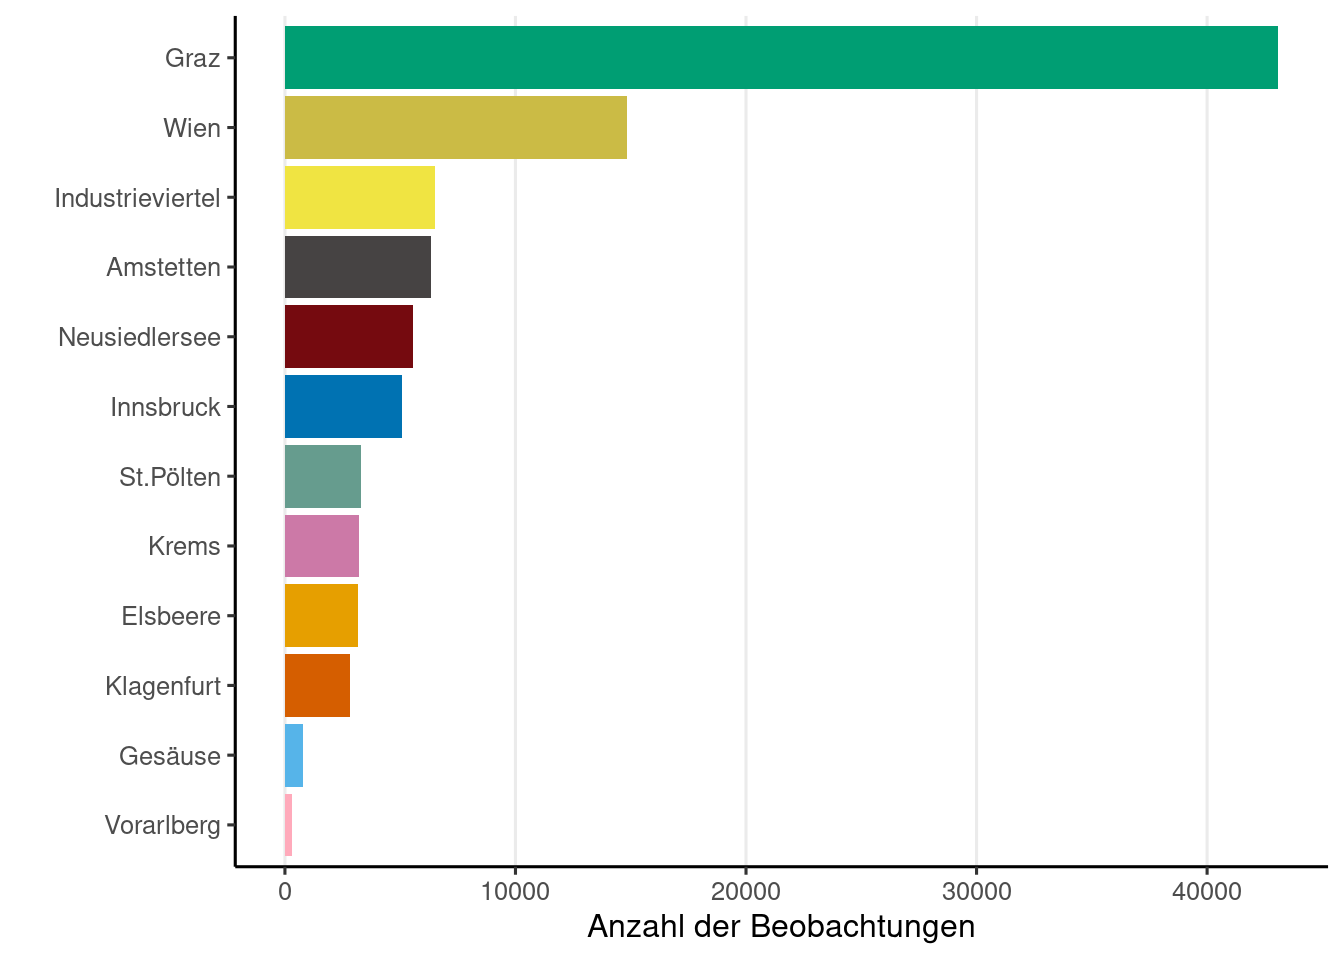 Graz
Wien
Industrieviertel
Amstetten
Neusiedlersee
Innsbruck
St.Pölten
Krems
Elsbeere
Klagenfurt
Gesäuse
Vorarlberg
0 10000 20000 30000 40000
Anzahl der Beobachtungen